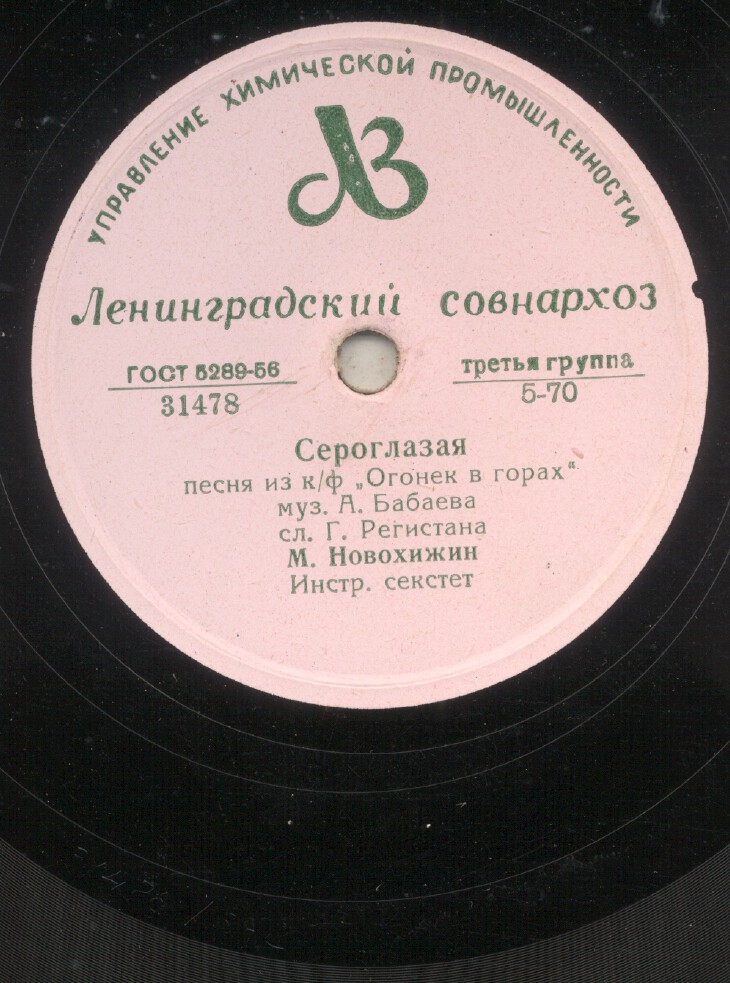 УПРАВЛЕНИЕ ХИМИЧЕСКОЙ ПРОМЫШЛЕННОСТИ
ЛЗ
Ленинградский совнархоз
ГОСТ 5289-56
31478
третья группа
5-70
Сероглазая
песня из к/ф „Огонек в горах“
муз. А. Бабаева
сл. Г. Регистана
М. Новохижин
Инстр. секстет